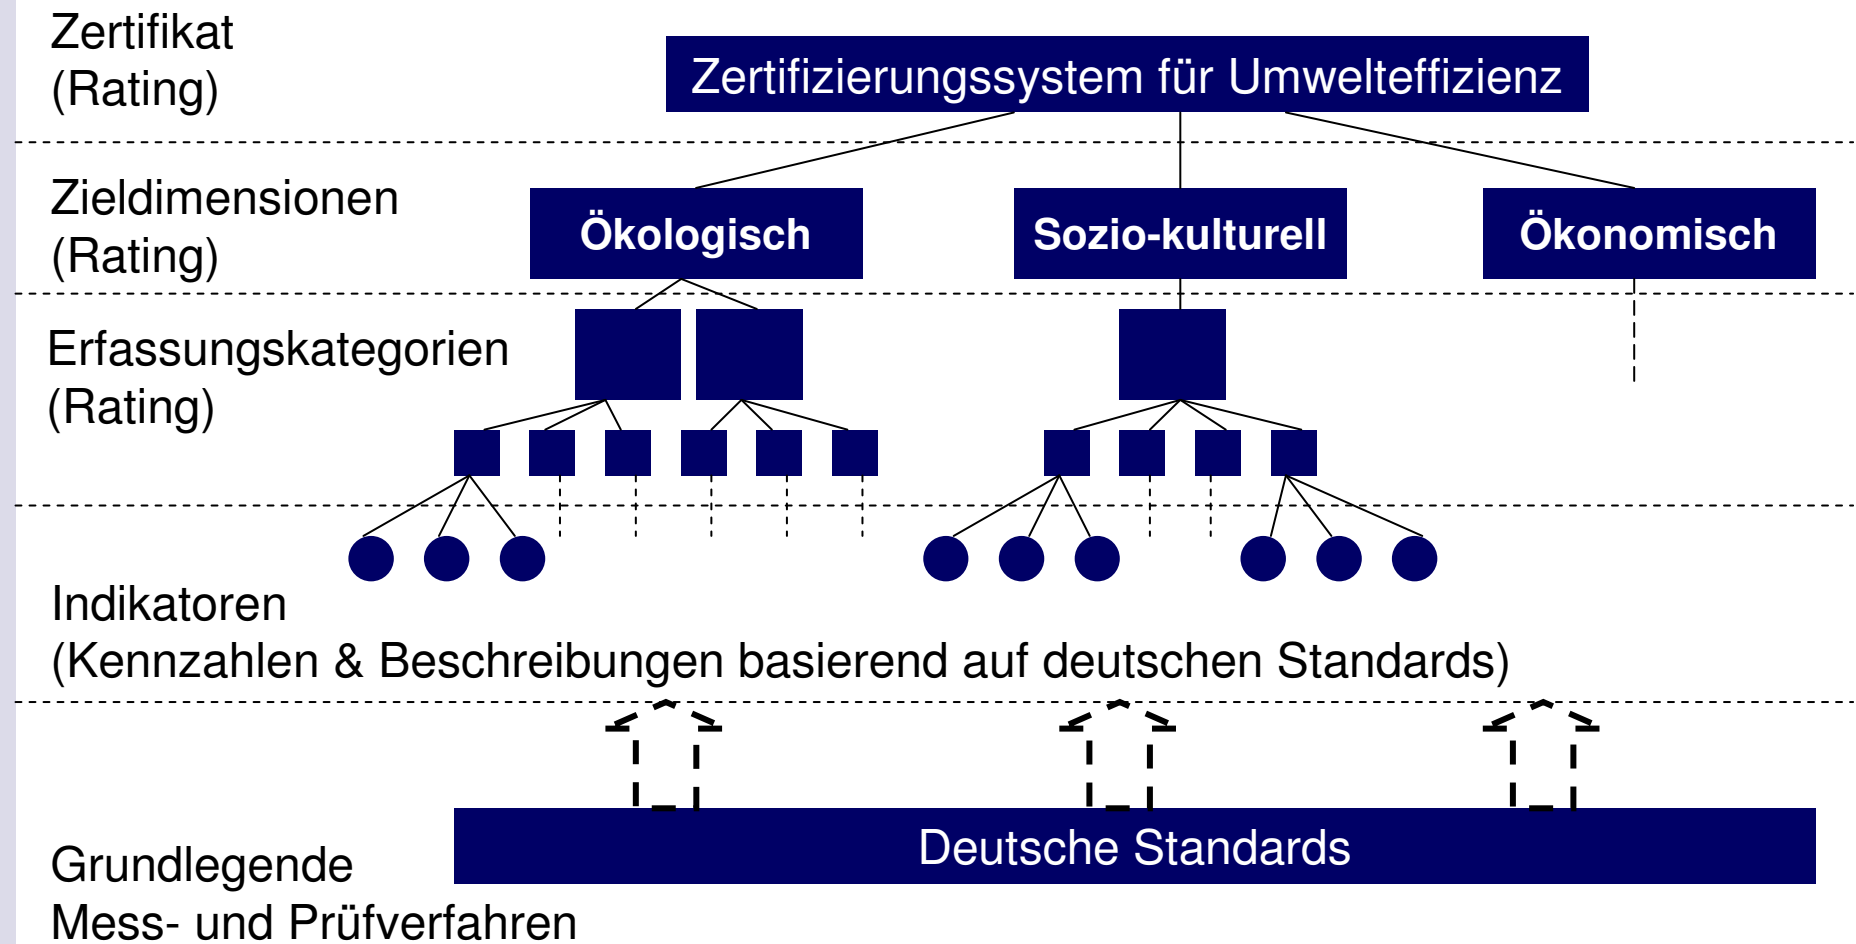 Zertifikat
(Rating)
Zertifizierungssystem für Umwelteffizienz
Zieldimensionen
(Rating)
Ökologisch
Sozio-kulturell
Ökonomisch
Erfassungskategorien
(Rating)
Indikatoren
(Kennzahlen & Beschreibungen basierend auf deutschen Standards)
Deutsche Standards
Grundlegende
Mess- und Prüfverfahren